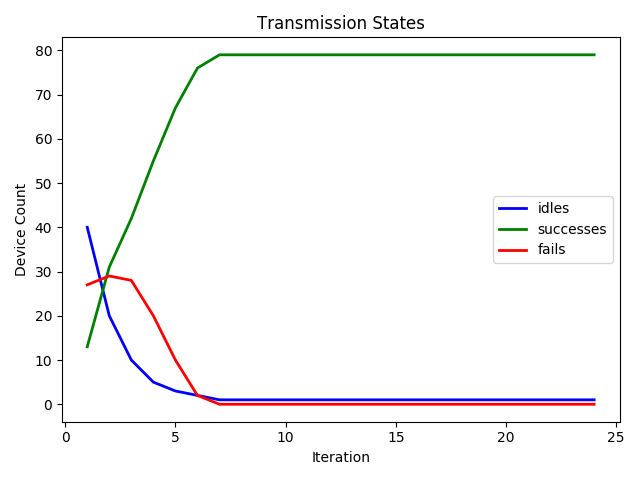 Transmission States
80
70
60
50
40
30
20
10
0
Device Count
idles
successes
fails
0 5 10 15 20 25
Iteration